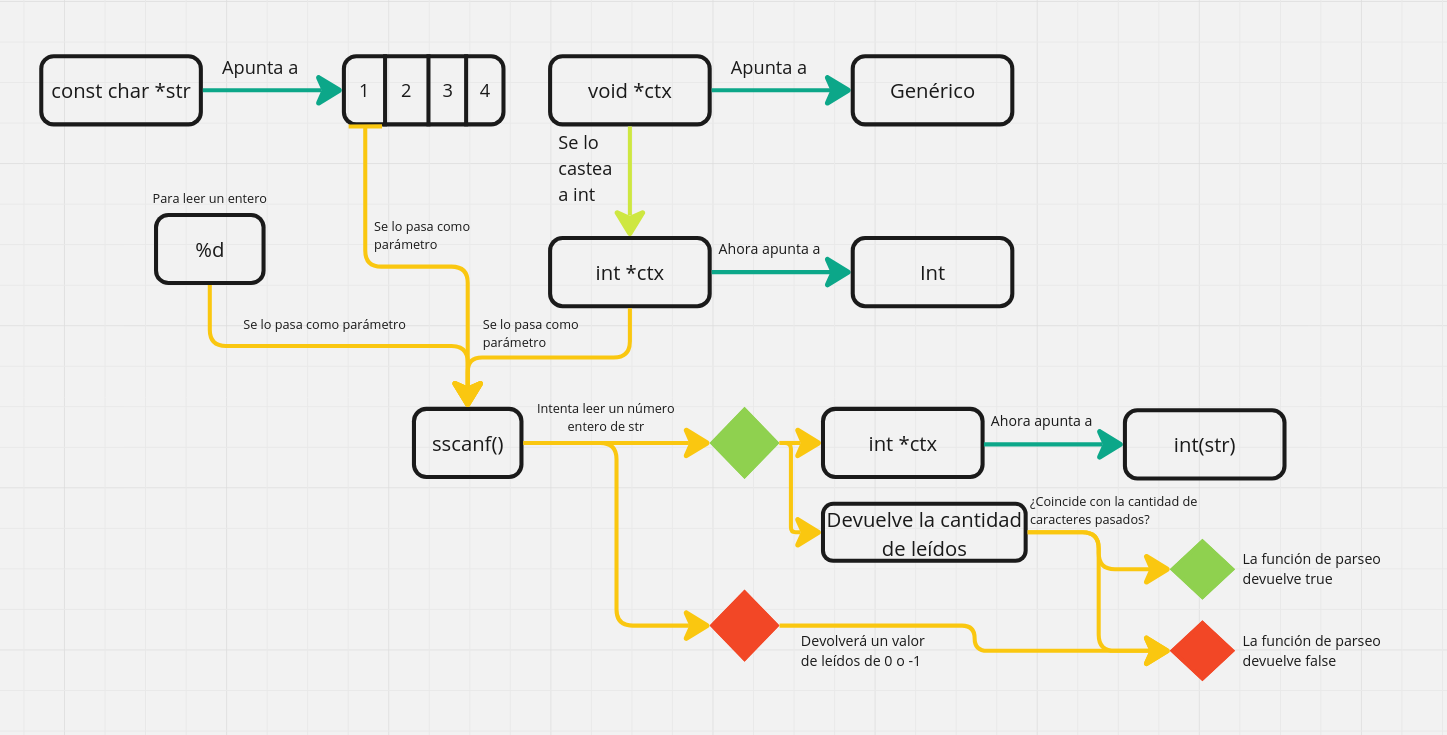 const char *str
Apunta a
1 2 3 4
void *ctx
Apunta a
Genérico
Se lo
castea
a int
Para leer un entero
%d
Se lo pasa como
parámetro
int *ctx
Ahora apunta a
Int
Se lo pasa como parámetro
Se lo pasa como
parámetro
sscanf()
Intenta leer un número
entero de str
int *ctx
Ahora apunta a
int(str)
Devuelve la cantidad
de leídos
¿Coincide con la cantidad de
caracteres pasados?
La función de parseo
devuelve true
Devolverá un valor
de leídos de 0 o -1
La función de parseo
devuelve false